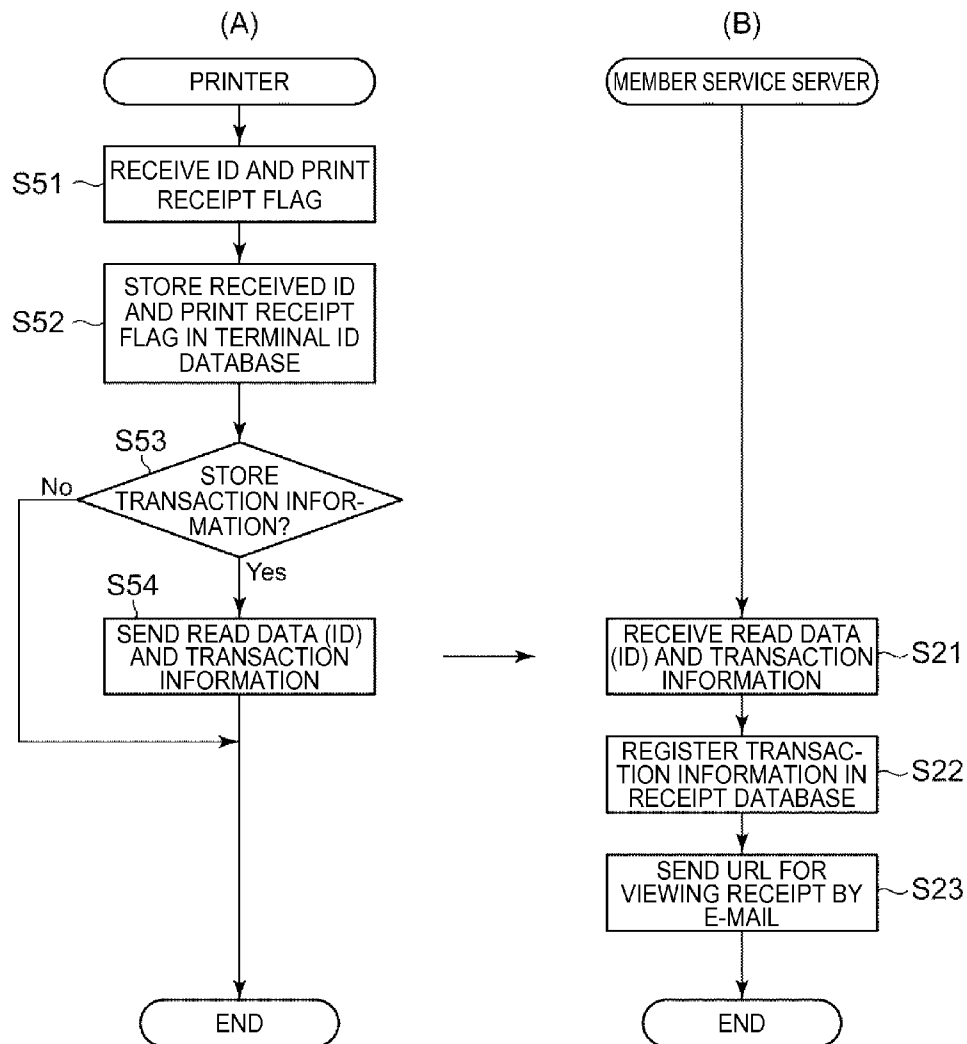 (A)
PRINTER
S51
RECEIVE ID AND PRINT
RECEIPT FLAG
S52
STORE RECEIVED ID
AND PRINT RECEIPT
FLAG IN TERMINAL ID
DATABASE
S53
STORE
TRANSACTION INFOR-
MATION?
No
Yes
S54
SEND READ DATA (ID)
AND TRANSACTION
INFORMATION
END
(B)
MEMBER SERVICE SERVER
RECEIVE READ DATA
(ID) AND TRANSACTION
INFORMATION
S21
REGISTER TRANSAC-
TION INFORMATION IN
RECEIPT DATABASE
S22
SEND URL FOR
VIEWING RECEIPT BY
E-MAIL
S23
END